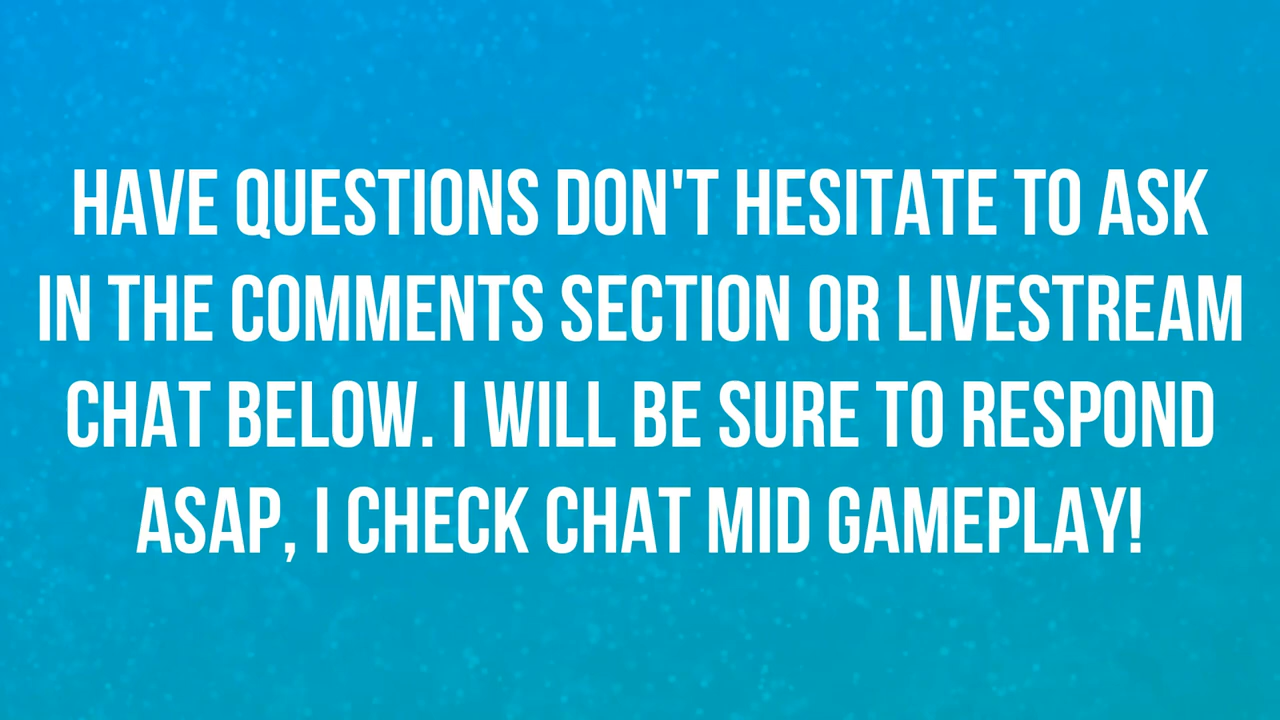 HAVE QUESTIONS DON'T HESITATE TO ASK
IN THE COMMENTS SECTION OR LIVESTREAM
CHAT BELOW. I WILL BE SURE TO RESPOND
ASAP, I CHECK CHAT MID GAMEPLAY!